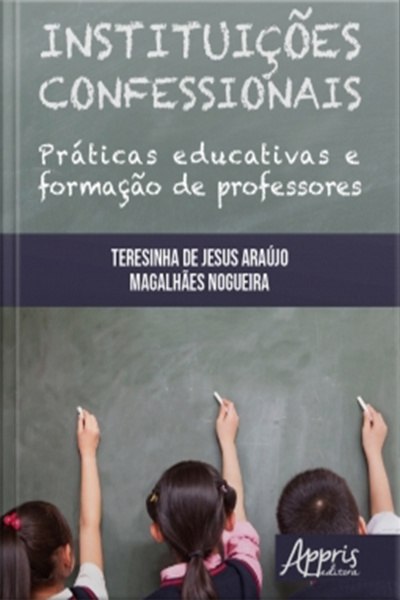 INSTITUIÇÕES
CONFESSIONAIS
Práticas educativas e
formação de professores
TERESINHA DE JESUS ARAÚJO
MAGALHÃES NOGUEIRA
Appris
editora